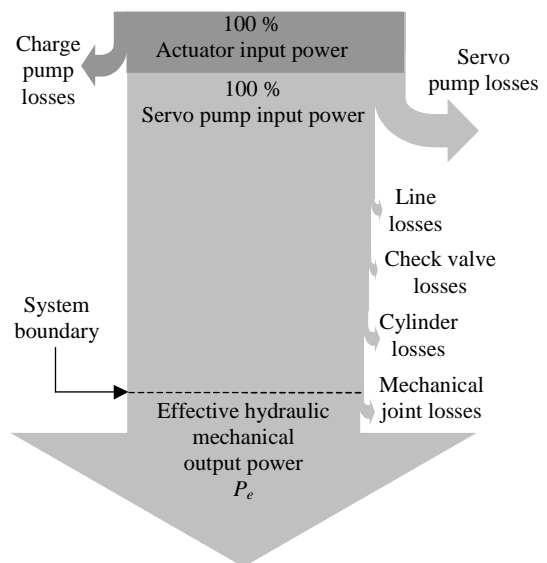 100 %
Actuator input power
Charge
pump
losses
Servo
pump losses
100 %
Servo pump input power
Line
losses
Check valve
losses
System
boundary
Cylinder
losses
Mechanical
joint losses
Effective hydraulic
mechanical
output power
Pₑ